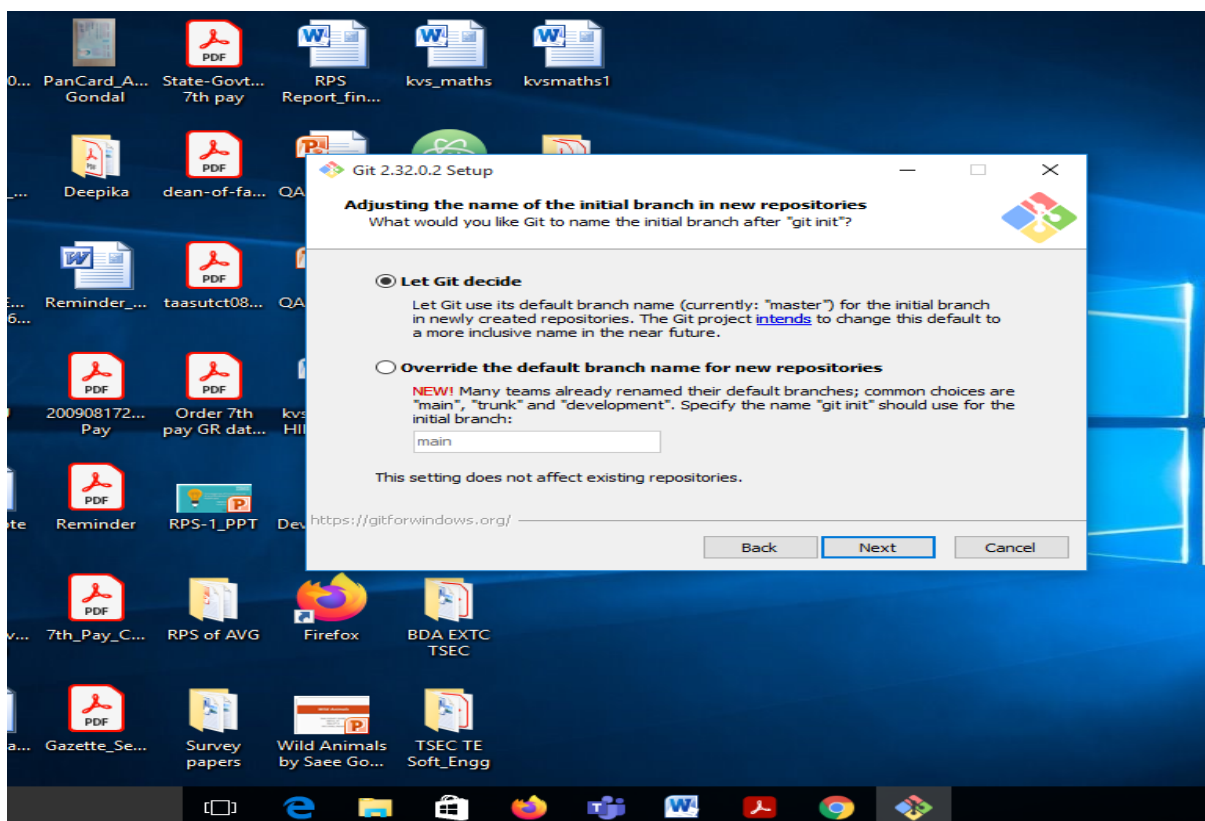 0... PanCard_A... State-Govt... RPS kvs_maths kvsmaths1
Gondal 7th pay Report_fin...
Deepika dean-of-fa... QA
Reminder_... taasutct08... QA
6...
200908172... Order 7th kvs
Pay pay GR dat... HII
Reminder RPS-1_PPT Dev
Git 2.32.0.2 Setup
Adjusting the name of the initial branch in new repositories
What would you like Git to name the initial branch after "git init"?
Let Git decide
Let Git use its default branch name (currently: "master") for the initial branch
in newly created repositories. The Git project intends to change this default to
a more inclusive name in the near future.
Override the default branch name for new repositories
NEW! Many teams already renamed their default branches; common choices are
"main", "trunk" and "development". Specify the name "git init" should use for the
initial branch:
main
This setting does not affect existing repositories.
https://gitforwindows.org/
Back Next Cancel
7th_Pay_C... RPS of AVG Firefox BDA EXTC
TSEC
Gazette_Se... Survey Wild Animals TSEC TE
papers by Saee Go... Soft_Engg